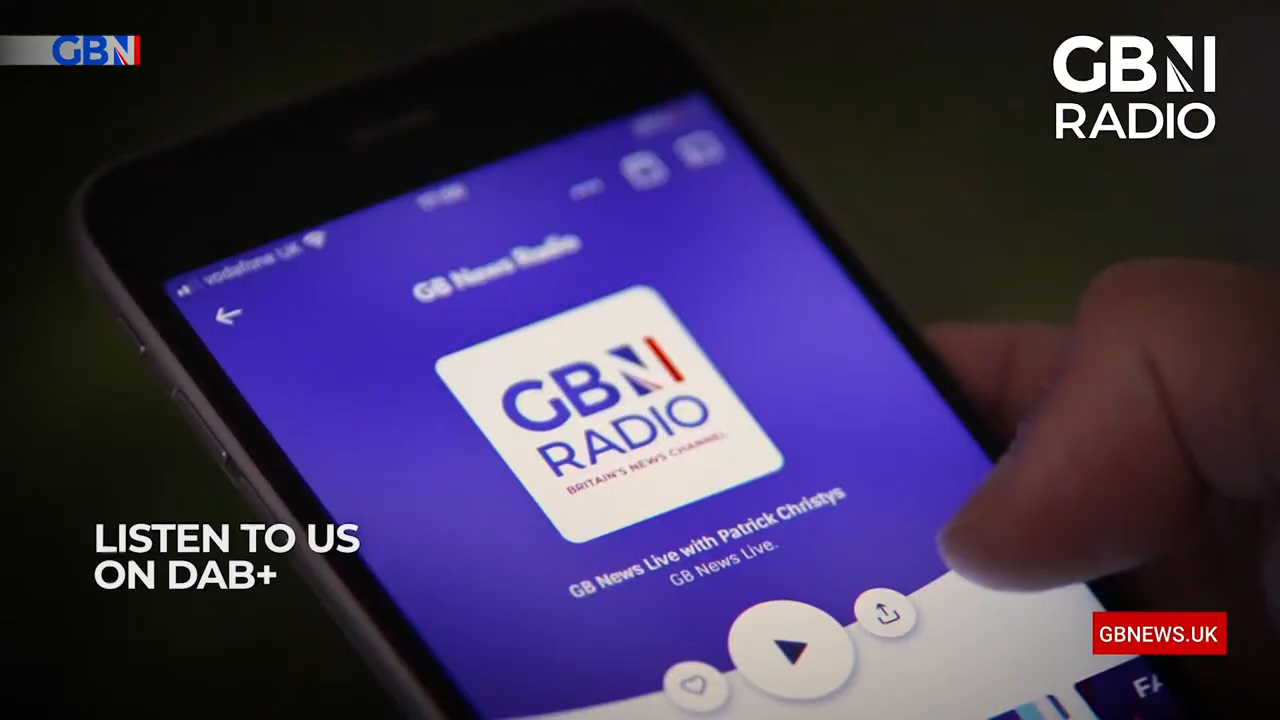 GBN
GBN
RADIO
vodafone UK
GB News Radio
GBN
RADIO
BRITAIN'S NEWS CHANNEL
GB News Live with Patrick Christys
GB News Live.
LISTEN TO US
ON DAB+
GBNEWS.UK